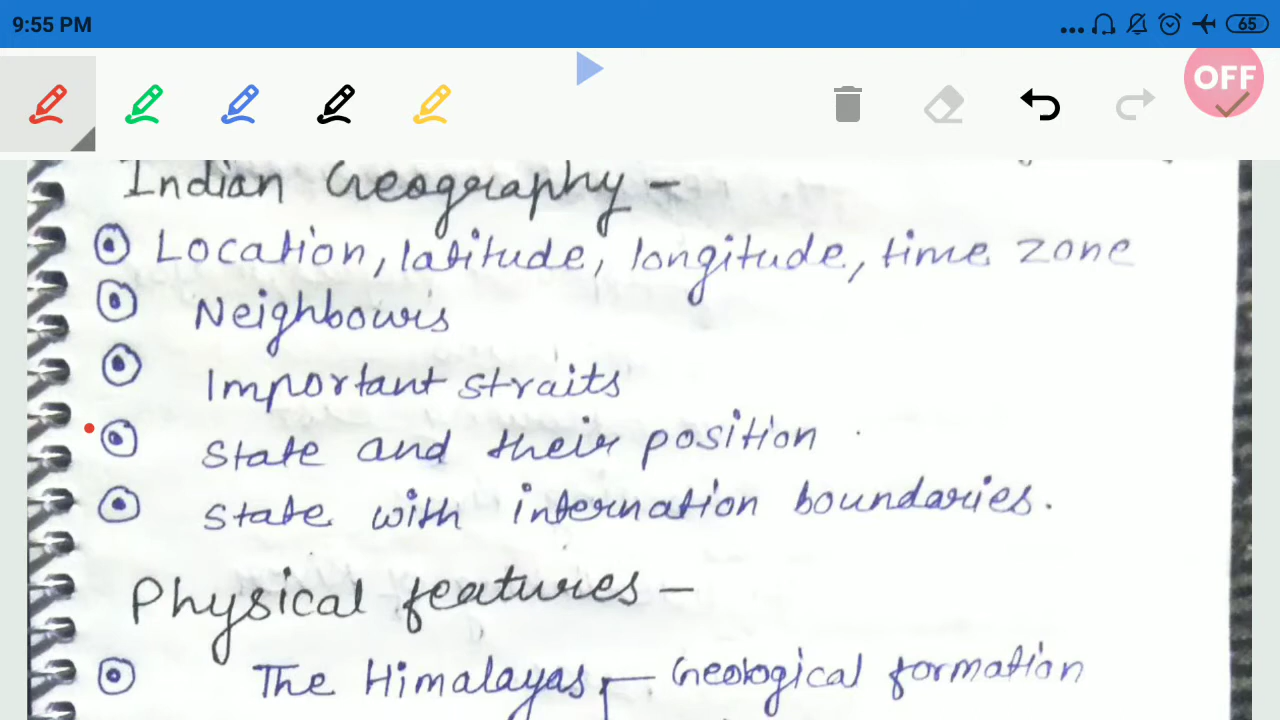 9:55 PM
65
OFF
Indian Geography -
Location, latitude, longitude, time zone
Neighbours
Important straits
State and their position
State with internation boundaries.
Physical features -
The Himalayas Geological formation